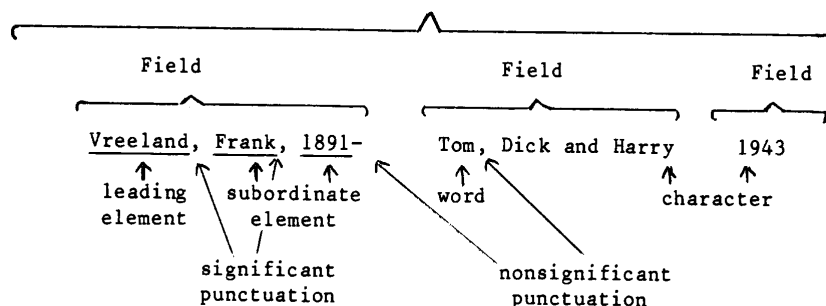 Field Field Field
Vreeland, Frank, 1891- Tom, Dick and Harry 1943
leading subordinate word character
element element
significant nonsignificant
punctuation punctuation